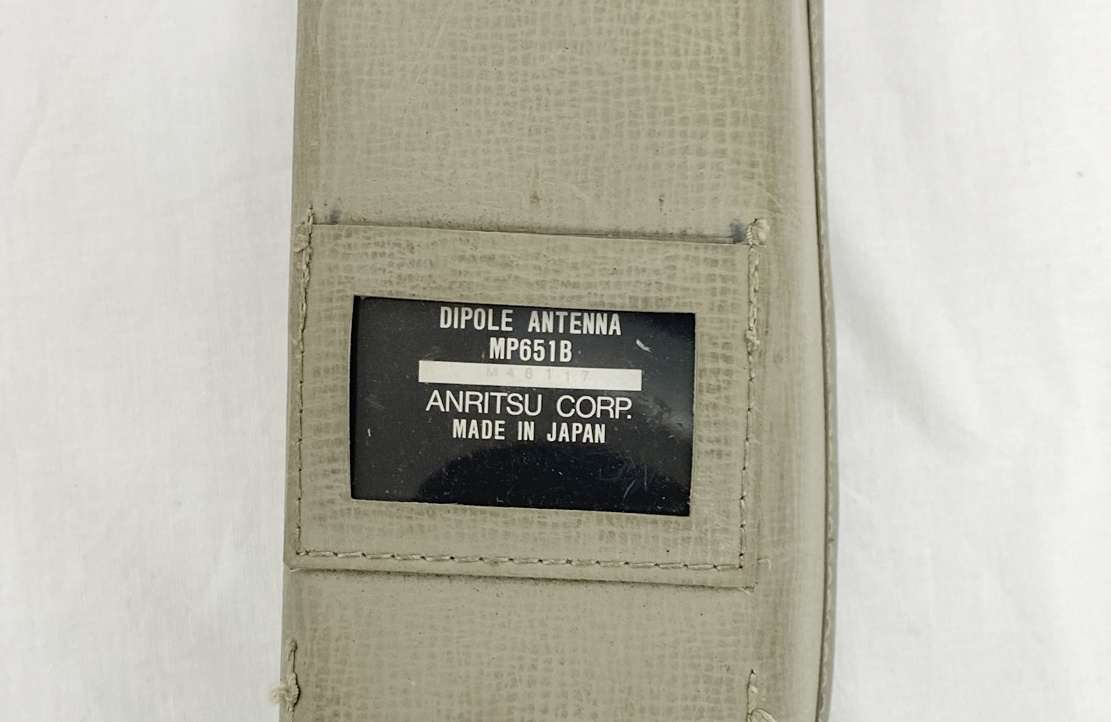 DIPOLE ANTENNA
MP651B
M48117
ANRITSU CORP.
MADE IN JAPAN